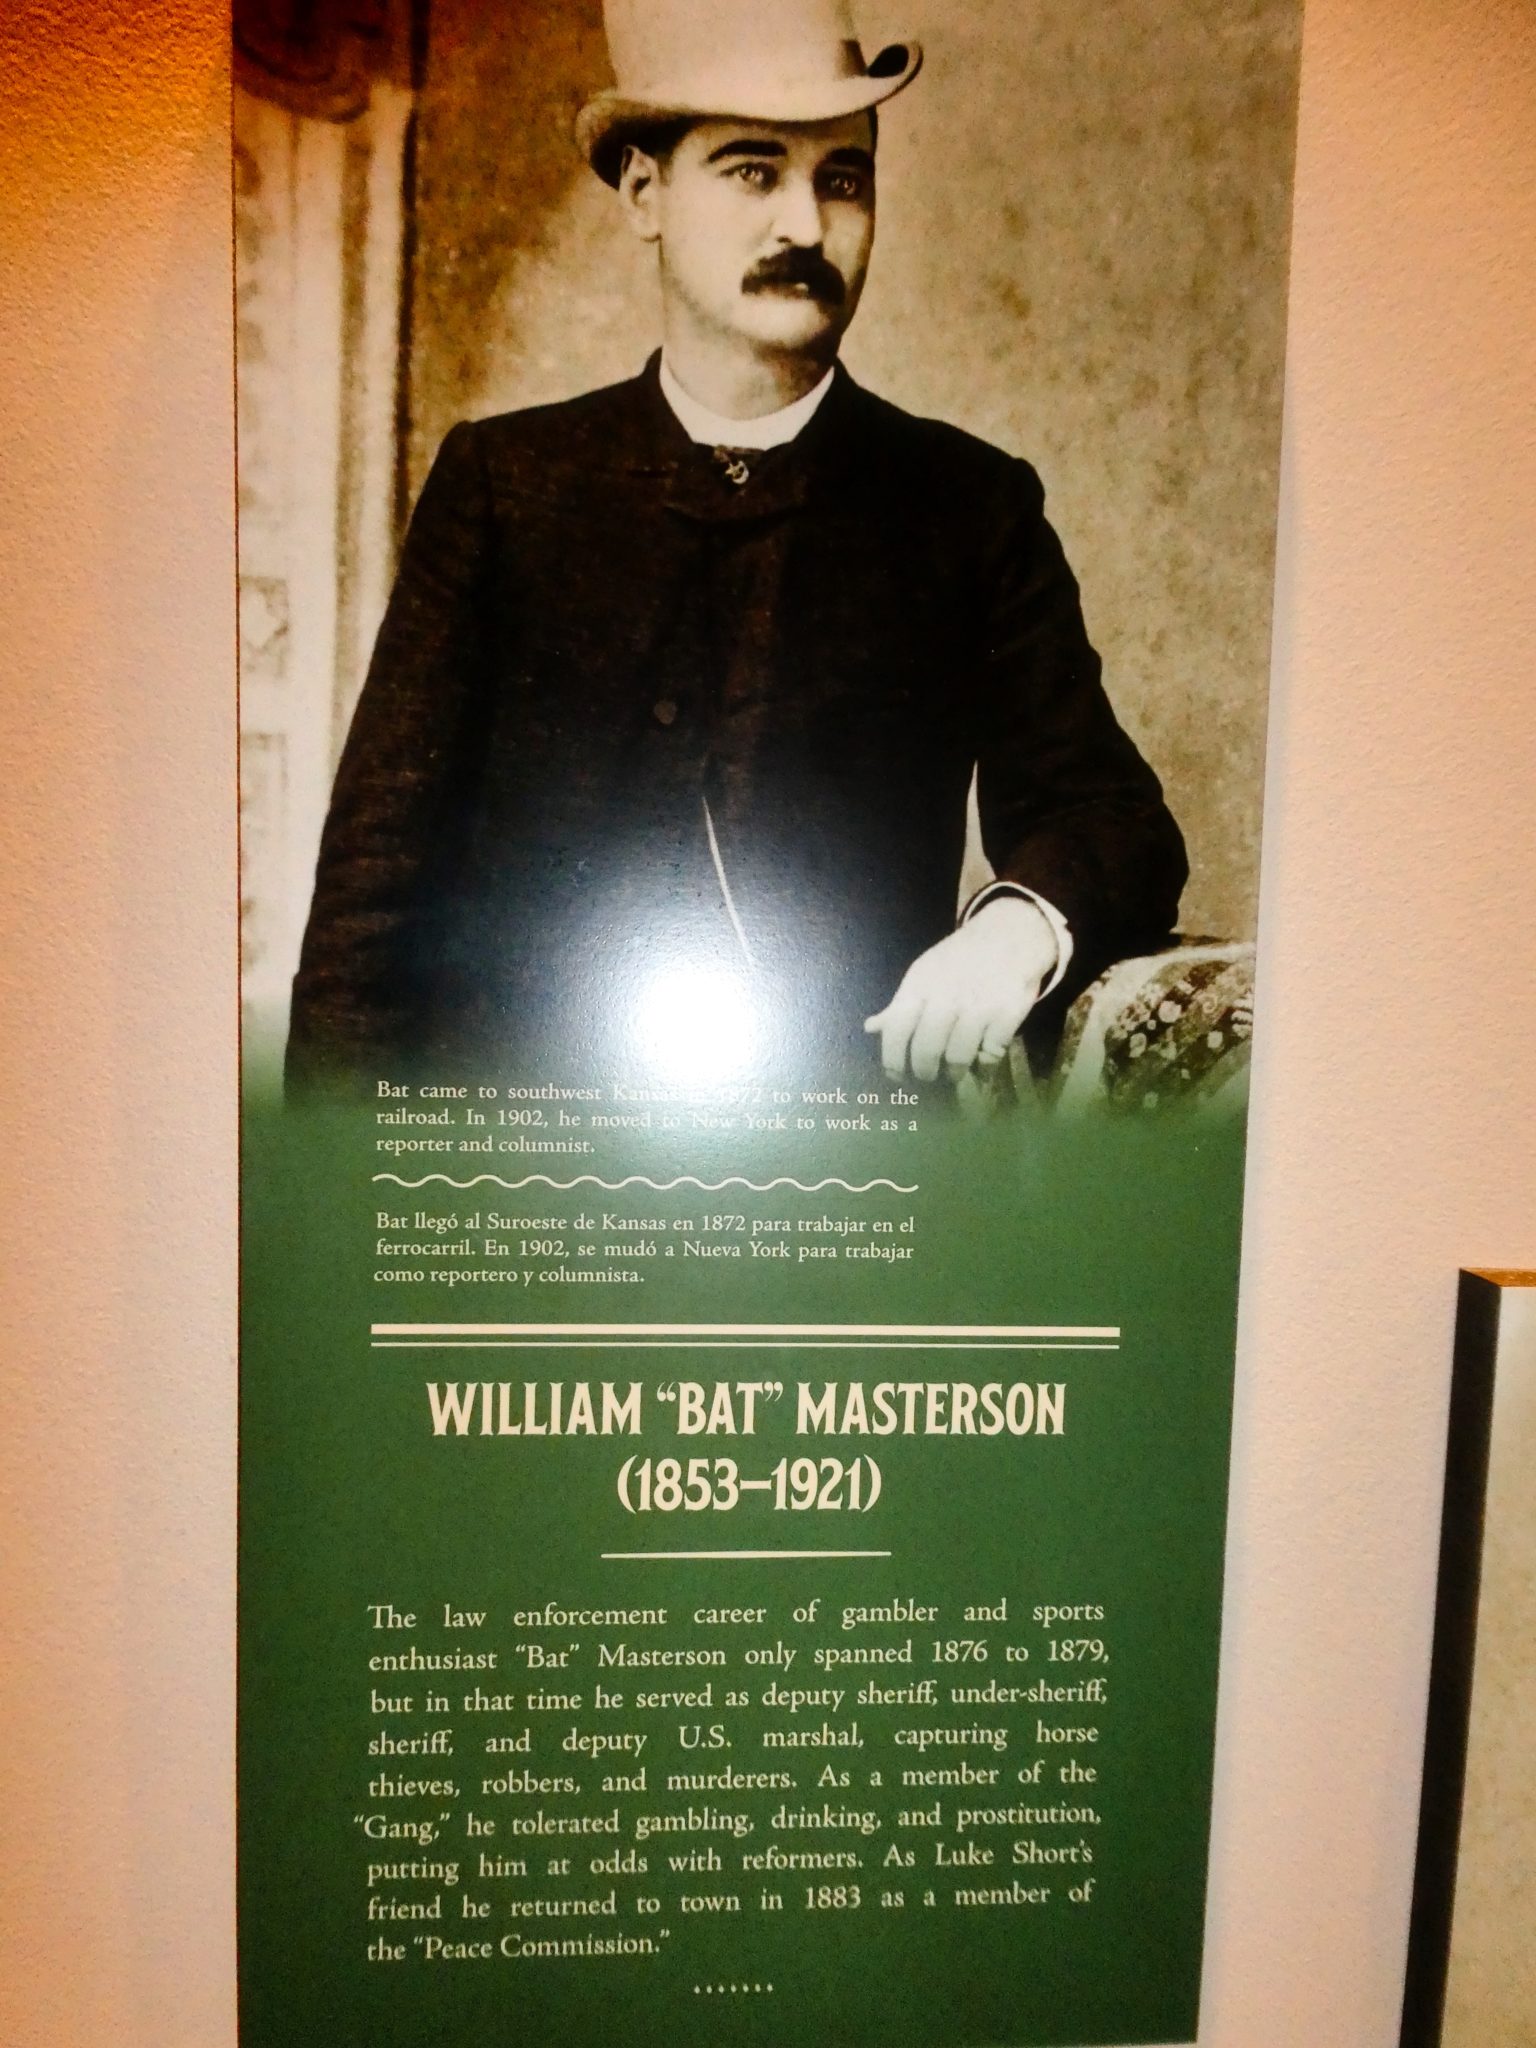 Bat came to southwest Kansas in 1872 to work on the
railroad. In 1902, he moved to New York to work as a
reporter and columnist.
Bat llegó al Suroeste de Kansas en 1872 para trabajar en el
ferrocarril. En 1902, se mudó a Nueva York para trabajar
como reportero y columnista.
WILLIAM “BAT” MASTERSON
(1853–1921)
The law enforcement career of gambler and sports
enthusiast “Bat” Masterson only spanned 1876 to 1879,
but in that time he served as deputy sheriff, under-sheriff,
sheriff, and deputy U.S. marshal, capturing horse
thieves, robbers, and murderers. As a member of the
“Gang,” he tolerated gambling, drinking, and prostitution,
putting him at odds with reformers. As Luke Short’s
friend he returned to town in 1883 as a member of
the “Peace Commission.”